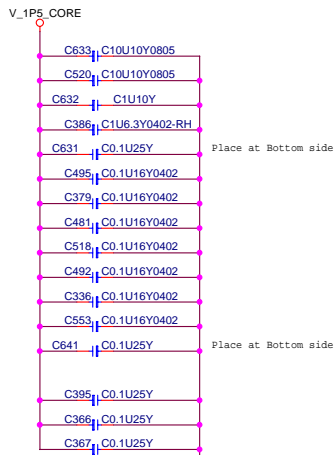 V_1P5_CORE
C633 C10U10Y0805
C520 C10U10Y0805
C632 C1U10Y
C386 C1U6.3Y0402-RH
C631 C0.1U25Y Place at Bottom side
C495 C0.1U16Y0402
C379 C0.1U16Y0402
C481 C0.1U16Y0402
C518 C0.1U16Y0402
C492 C0.1U16Y0402
C336 C0.1U16Y0402
C553 C0.1U16Y0402
C641 C0.1U25Y Place at Bottom side
C395 C0.1U25Y
C366 C0.1U25Y
C367 C0.1U25Y